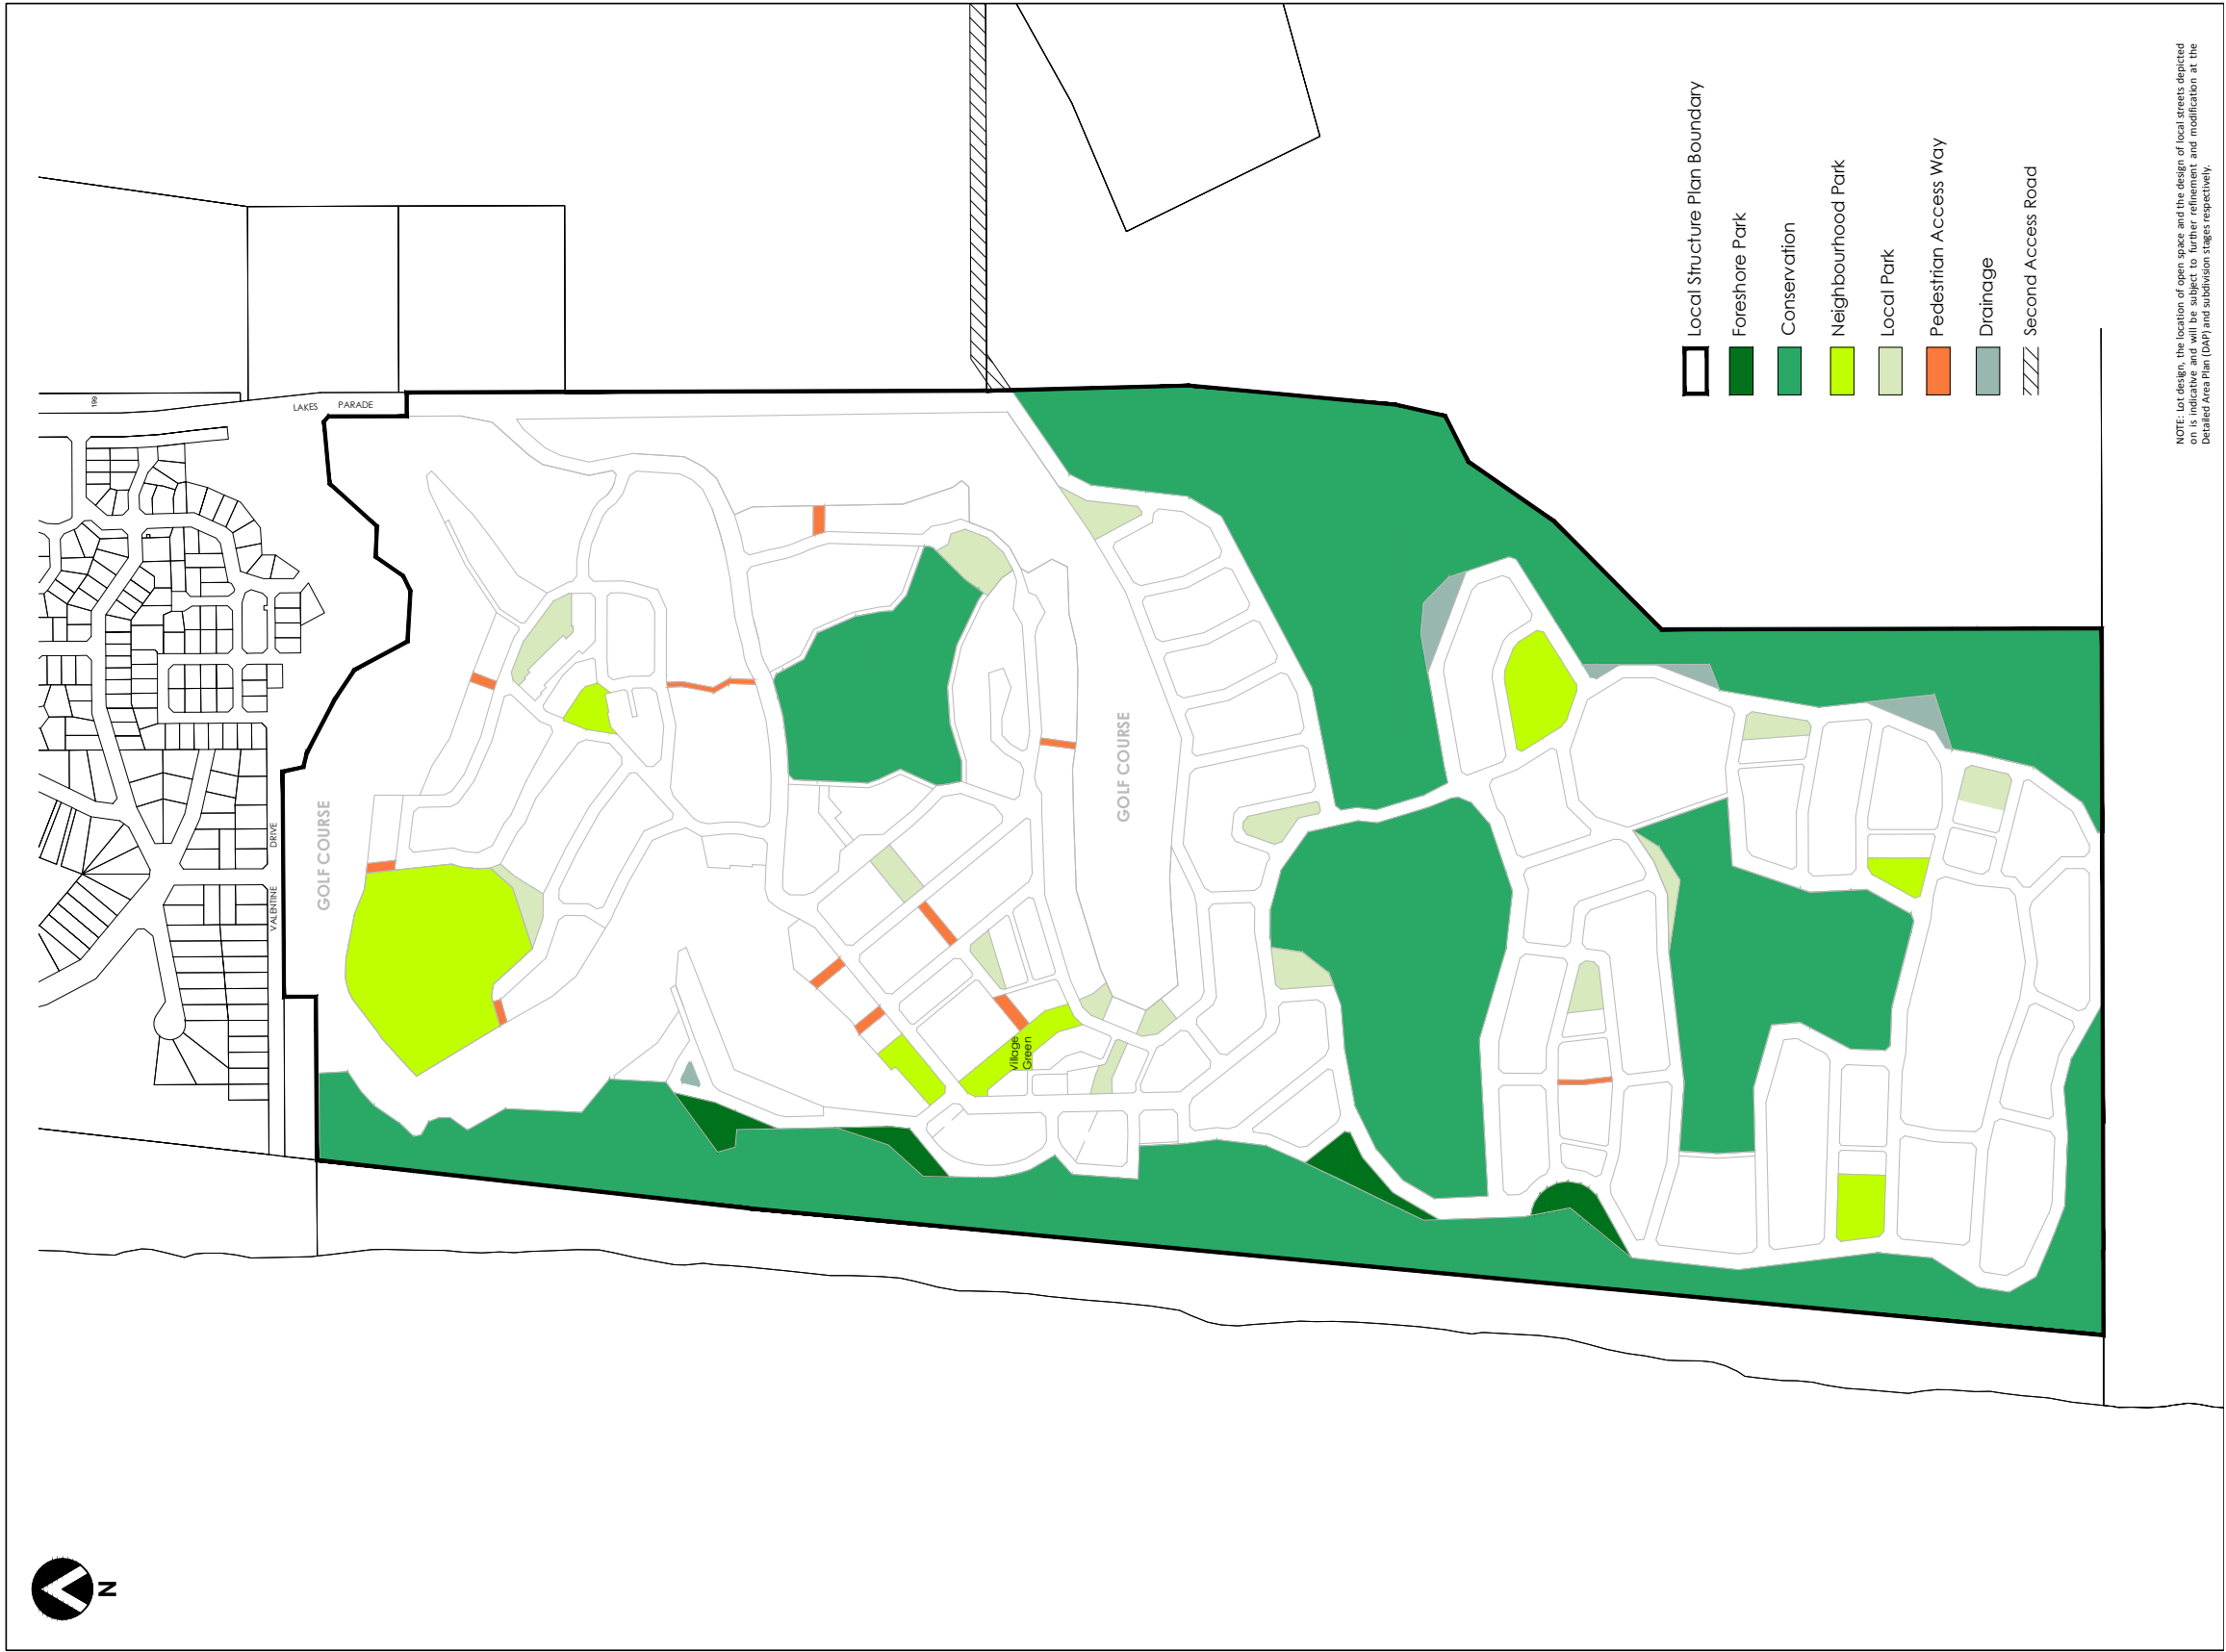 199
LAKES PARADE
GOLF COURSE
VALENTINE DRIVE
GOLF COURSE
Village
Green
Local Structure Plan Boundary
Foreshore Park
Conservation
Neighbourhood Park
Local Park
Pedestrian Access Way
Drainage
Second Access Road
NOTE: Lot design, the location of open space and the design of local streets depicted
on is indicative and will be subject to further refinement and modification at the
Detailed Area Plan (DAP) and subdivision stages respectively.
N